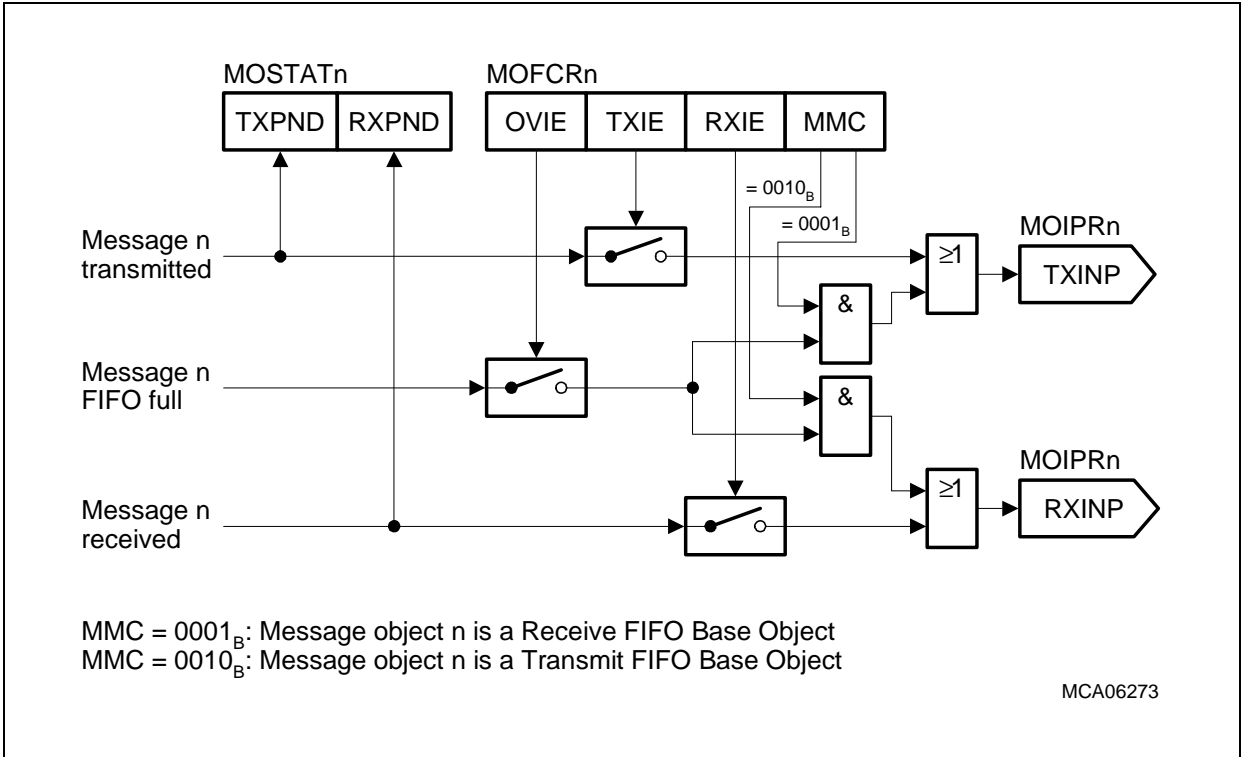 MOSTATn MOFCRn
TXPND RXPND OVIE TXIE RXIE MMC
= 0010B
= 0001B
Message n
transmitted
MOIPRn
≥1
TXINP
&
Message n
FIFO full
&
MOIPRn
≥1
RXINP
Message n
received
MMC = 0001B: Message object n is a Receive FIFO Base Object
MMC = 0010B: Message object n is a Transmit FIFO Base Object
MCA06273